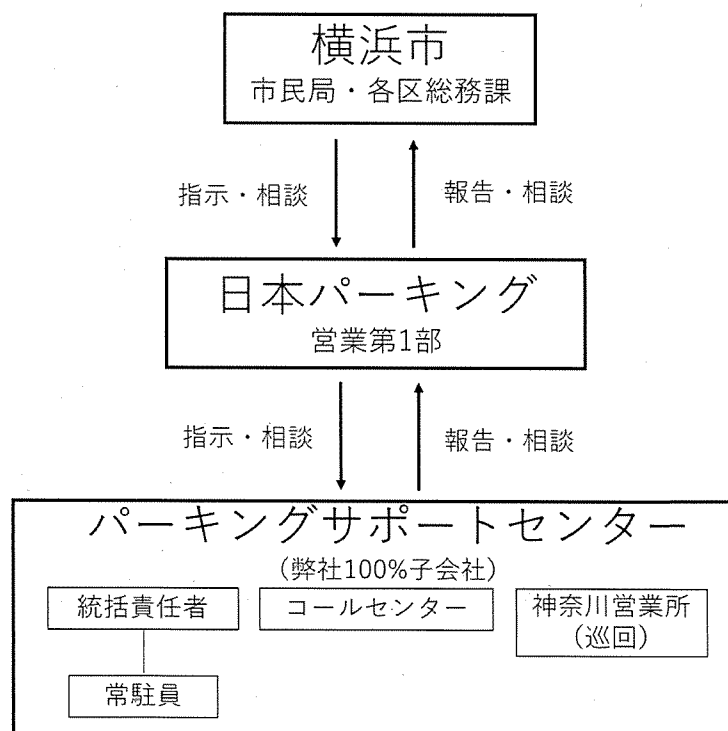 横浜市
市民局・各区総務課
指示・相談
報告・相談
日本パーキング
営業第1部
指示・相談
報告・相談
パーキングサポートセンター
(弊社100%子会社)
統括責任者
コールセンター
神奈川営業所
(巡回)
常駐員